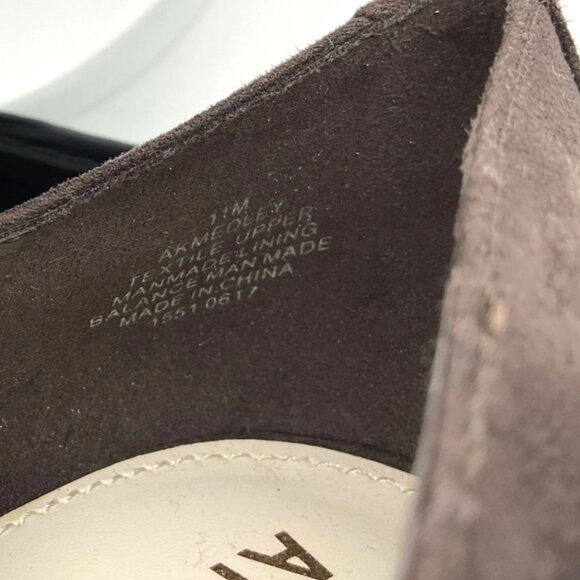 11M
AKMEDLEY
TEXTILE UPPER
MANMADE LINING
BALANCE MAN MADE
MADE IN CHINA
1551 0617
A